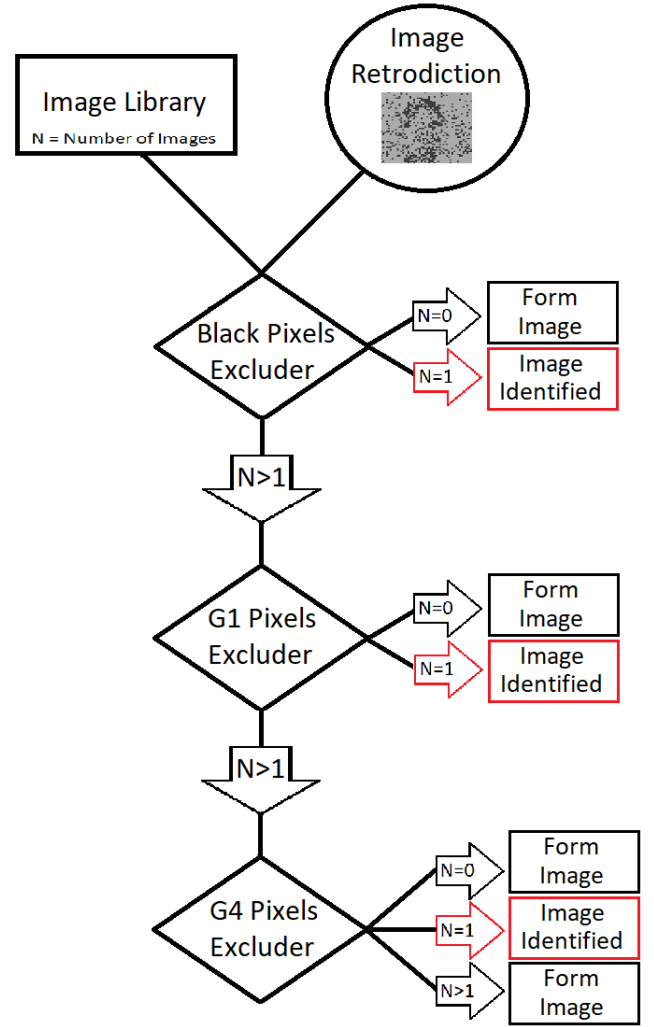 Image Library
N = Number of Images
Image
Retrodiction
Black Pixels
Excluder
N=0
Form
Image
N=1
Image
Identified
N>1
G1 Pixels
Excluder
N=0
Form
Image
N=1
Image
Identified
N>1
G4 Pixels
Excluder
N=0
Form
Image
N=1
Image
Identified
N>1
Form
Image